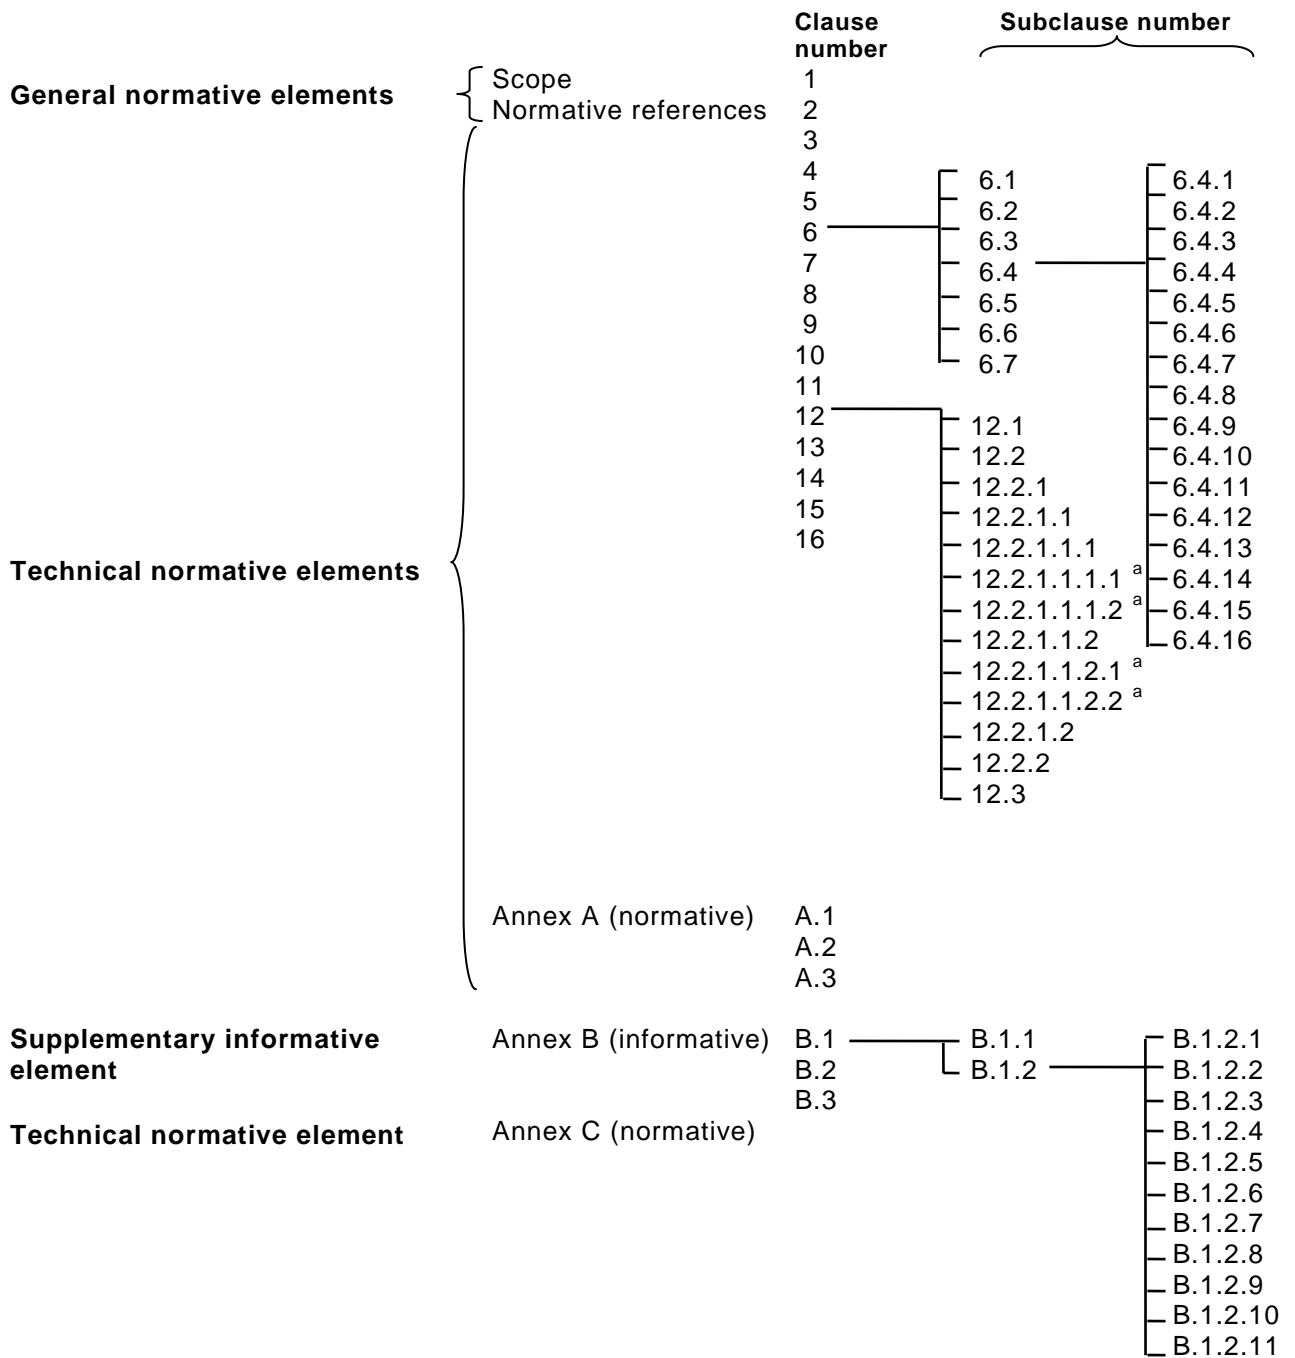 Clause
number
Subclause number
General normative elements
Scope
Normative references
1
2
3
4
5
6
7
8
9
10
11
12
13
14
15
16
6.1
6.2
6.3
6.4
6.5
6.6
6.7
6.4.1
6.4.2
6.4.3
6.4.4
6.4.5
6.4.6
6.4.7
6.4.8
6.4.9
6.4.10
6.4.11
6.4.12
6.4.13
6.4.14
6.4.15
6.4.16
12.1
12.2
12.2.1
12.2.1.1
12.2.1.1.1
12.2.1.1.1.1 a
12.2.1.1.1.2 a
12.2.1.1.2
12.2.1.1.2.1 a
12.2.1.1.2.2 a
12.2.1.2
12.2.2
12.3
Technical normative elements
Annex A (normative)
A.1
A.2
A.3
Supplementary informative
element
Annex B (informative)
B.1
B.2
B.3
B.1.1
B.1.2
B.1.2.1
B.1.2.2
B.1.2.3
B.1.2.4
B.1.2.5
B.1.2.6
B.1.2.7
B.1.2.8
B.1.2.9
B.1.2.10
B.1.2.11
Technical normative element
Annex C (normative)